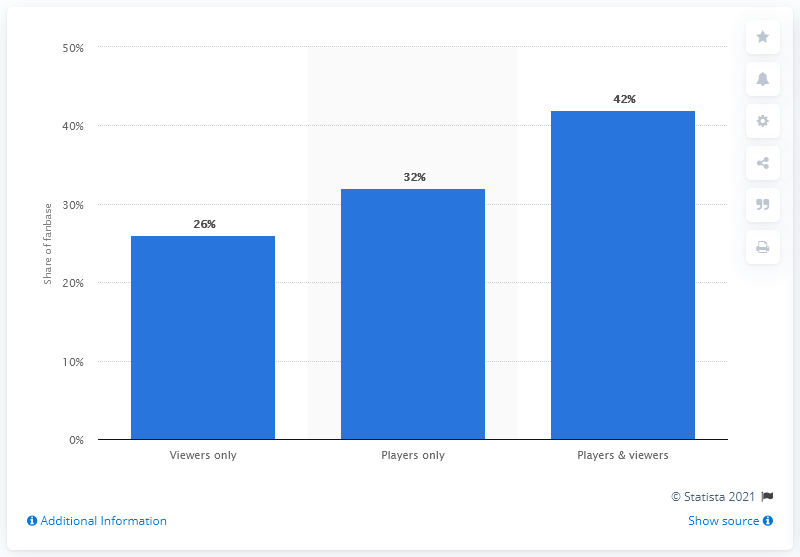 50%
42%
40%
32%
30%
26%
Share of fanbase
20%
10%
0%
Viewers only
Players only
Players & viewers
© Statista 2021
Additional Information
Show source